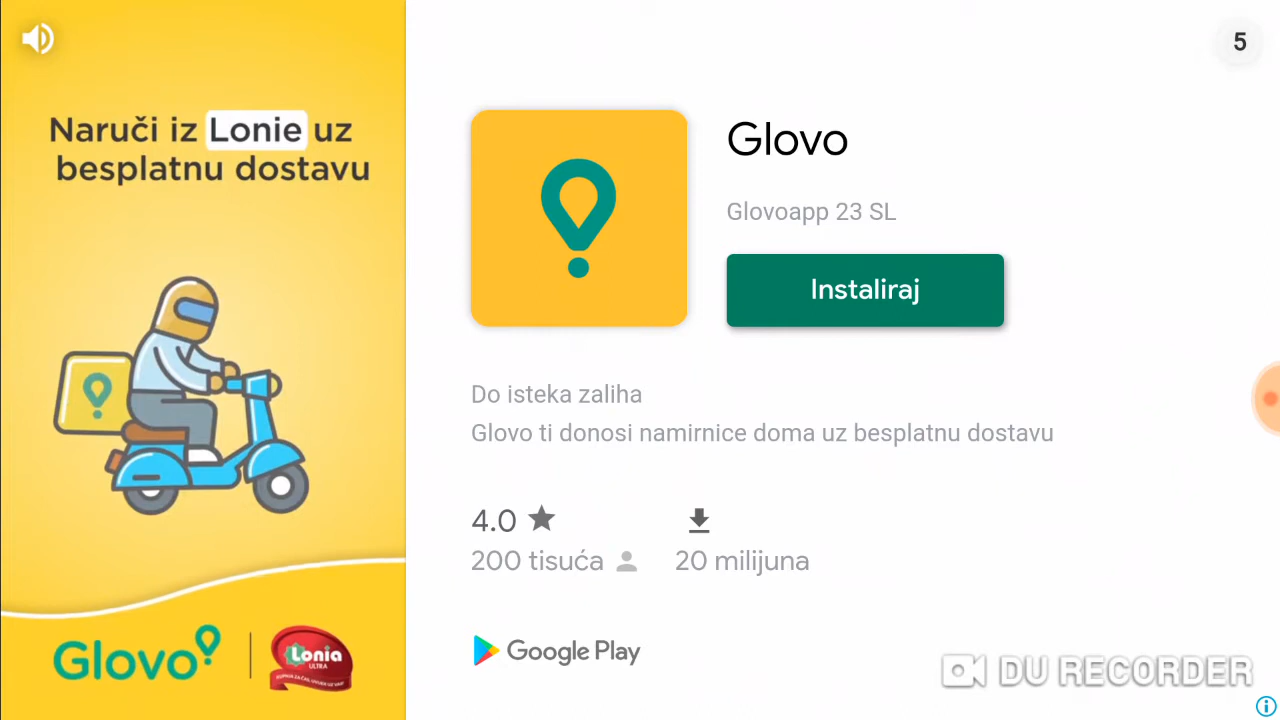 Naruči iz Lonie uz
besplatnu dostavu
Glovo
Lonia
ULTRA
5
Glovo
Glovoapp 23 SL
Instaliraj
Do isteka zaliha
Glovo ti donosi namirnice doma uz besplatnu dostavu
4.0
200 tisuća
20 milijuna
Google Play
DU RECORDER